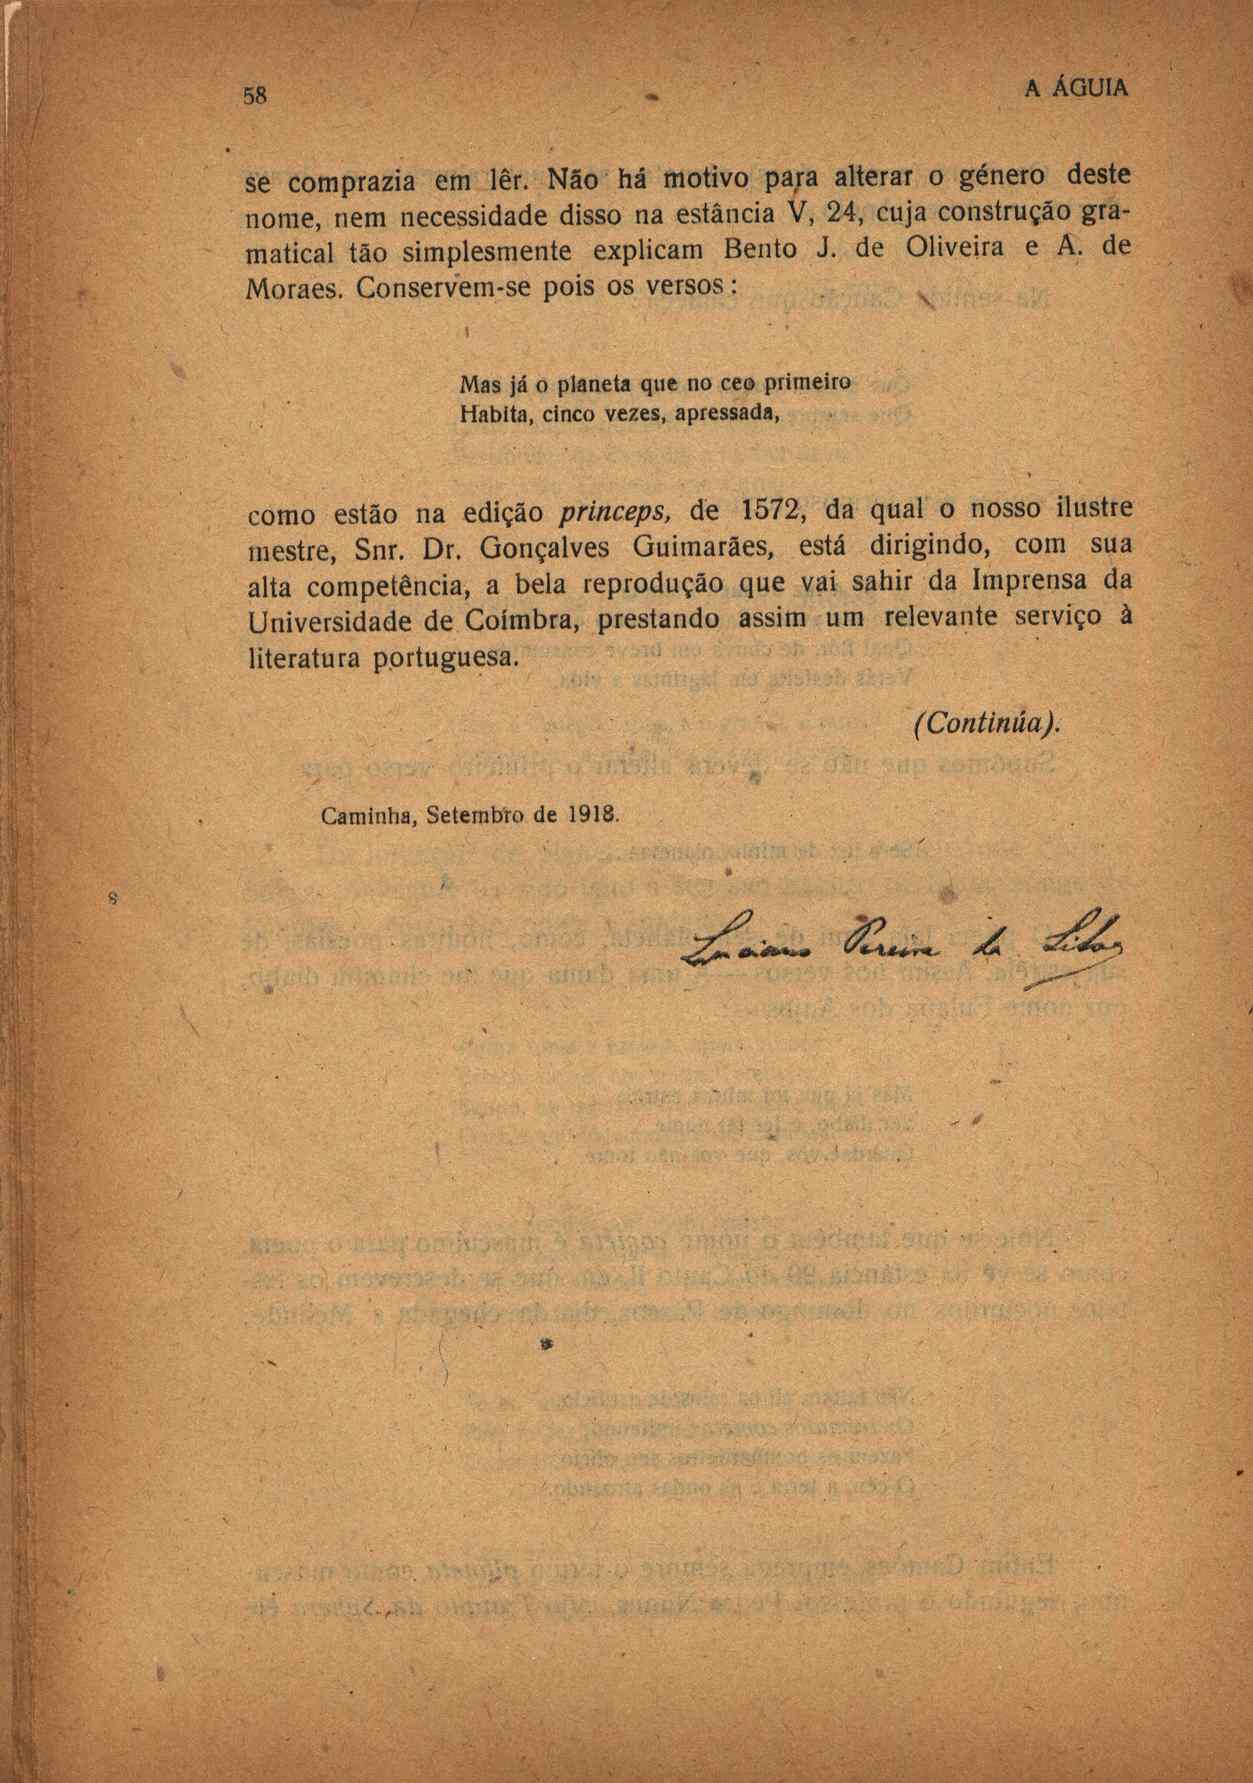 58
A ÁGUIA
se comprazia em lêr. Não há motivo para alterar o género deste
nome, nem necessidade disso na estância V, 24, cuja construção gra-
matical tão simplesmente explicam Bento J. de Oliveira e A. de
Moraes. Conservem-se pois os versos:
Mas já o planeta que no ceo primeiro
Habita, cinco vezes, apressada,
como estão na edição princeps, de 1572, da qual o nosso ilustre
mestre, Snr. Dr. Gonçalves Guimarães, está dirigindo, com sua
alta competência, a bela reprodução que vai sahir da Imprensa da
Universidade de Coimbra, prestando assim um relevante serviço à
literatura portuguesa.
(Continúa).
Caminha, Setembro de 1918.
Luciano Pereira da Silva